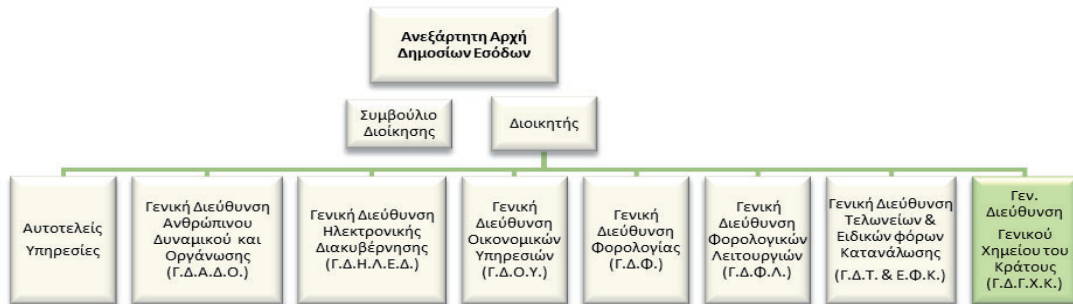 Ανεξάρτητη Αρχή
Δημοσίων Εσόδων
Συμβούλιο
Διοίκησης
Διοικητής
Αυτοτελείς
Υπηρεσίες
Γενική Διεύθυνση
Ανθρώπινου
Δυναμικού και
Οργάνωσης
(Γ.Δ.Α.Δ.Ο.)
Γενική Διεύθυνση
Ηλεκτρονικής
Διακυβέρνησης
(Γ.Δ.Η.Λ.Ε.Δ.)
Γενική
Διεύθυνση
Οικονομικών
Υπηρεσιών
(Γ.Δ.Ο.Υ.)
Γενική
Διεύθυνση
Φορολογίας
(Γ.Δ.Φ.)
Γενική
Διεύθυνση
Φορολογικών
Λειτουργιών
(Γ.Δ.Φ.Λ.)
Γενική Διεύθυνση
Τελωνείων &
Ειδικών φόρων
Κατανάλωσης
(Γ.Δ.Τ. & Ε.Φ.Κ.)
Γεν.
Διεύθυνση
Γενικού
Χημείου του
Κράτους
(Γ.Δ.Γ.Χ.Κ.)